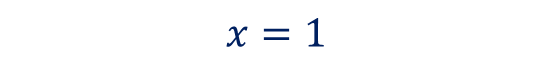 x = 1